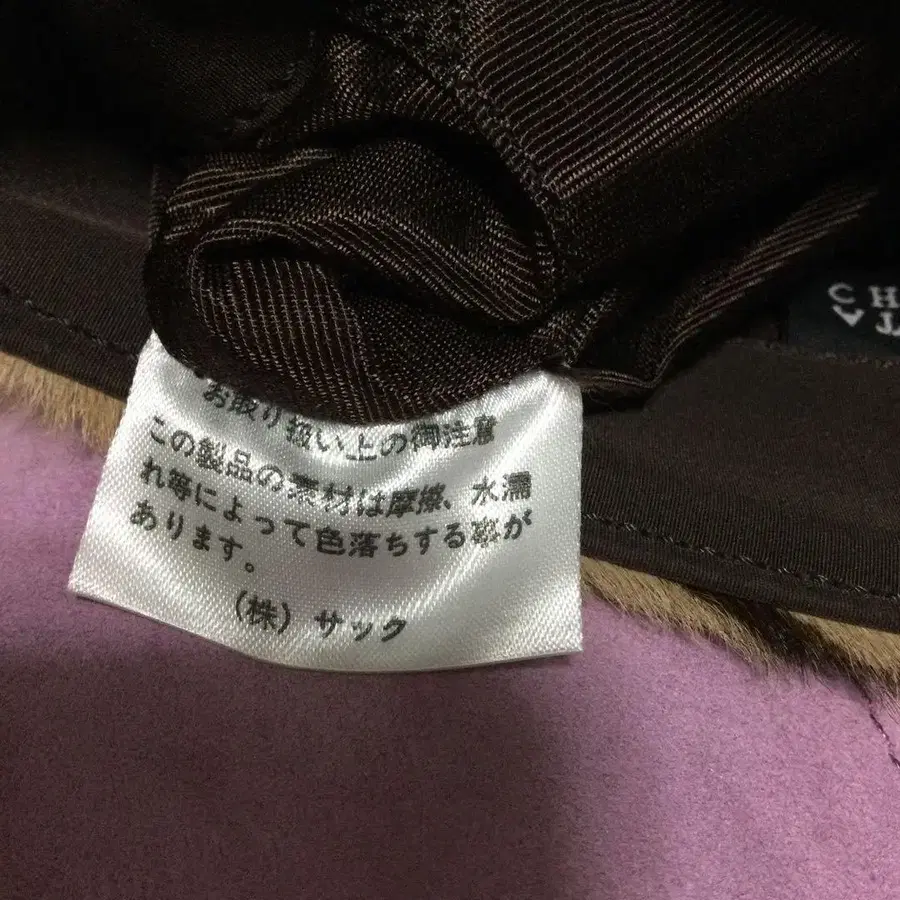 お取り扱い上の御注意
この製品の素材は摩擦、水濡
れ等によって色落ちする事が
あります。
(株) サック
CH